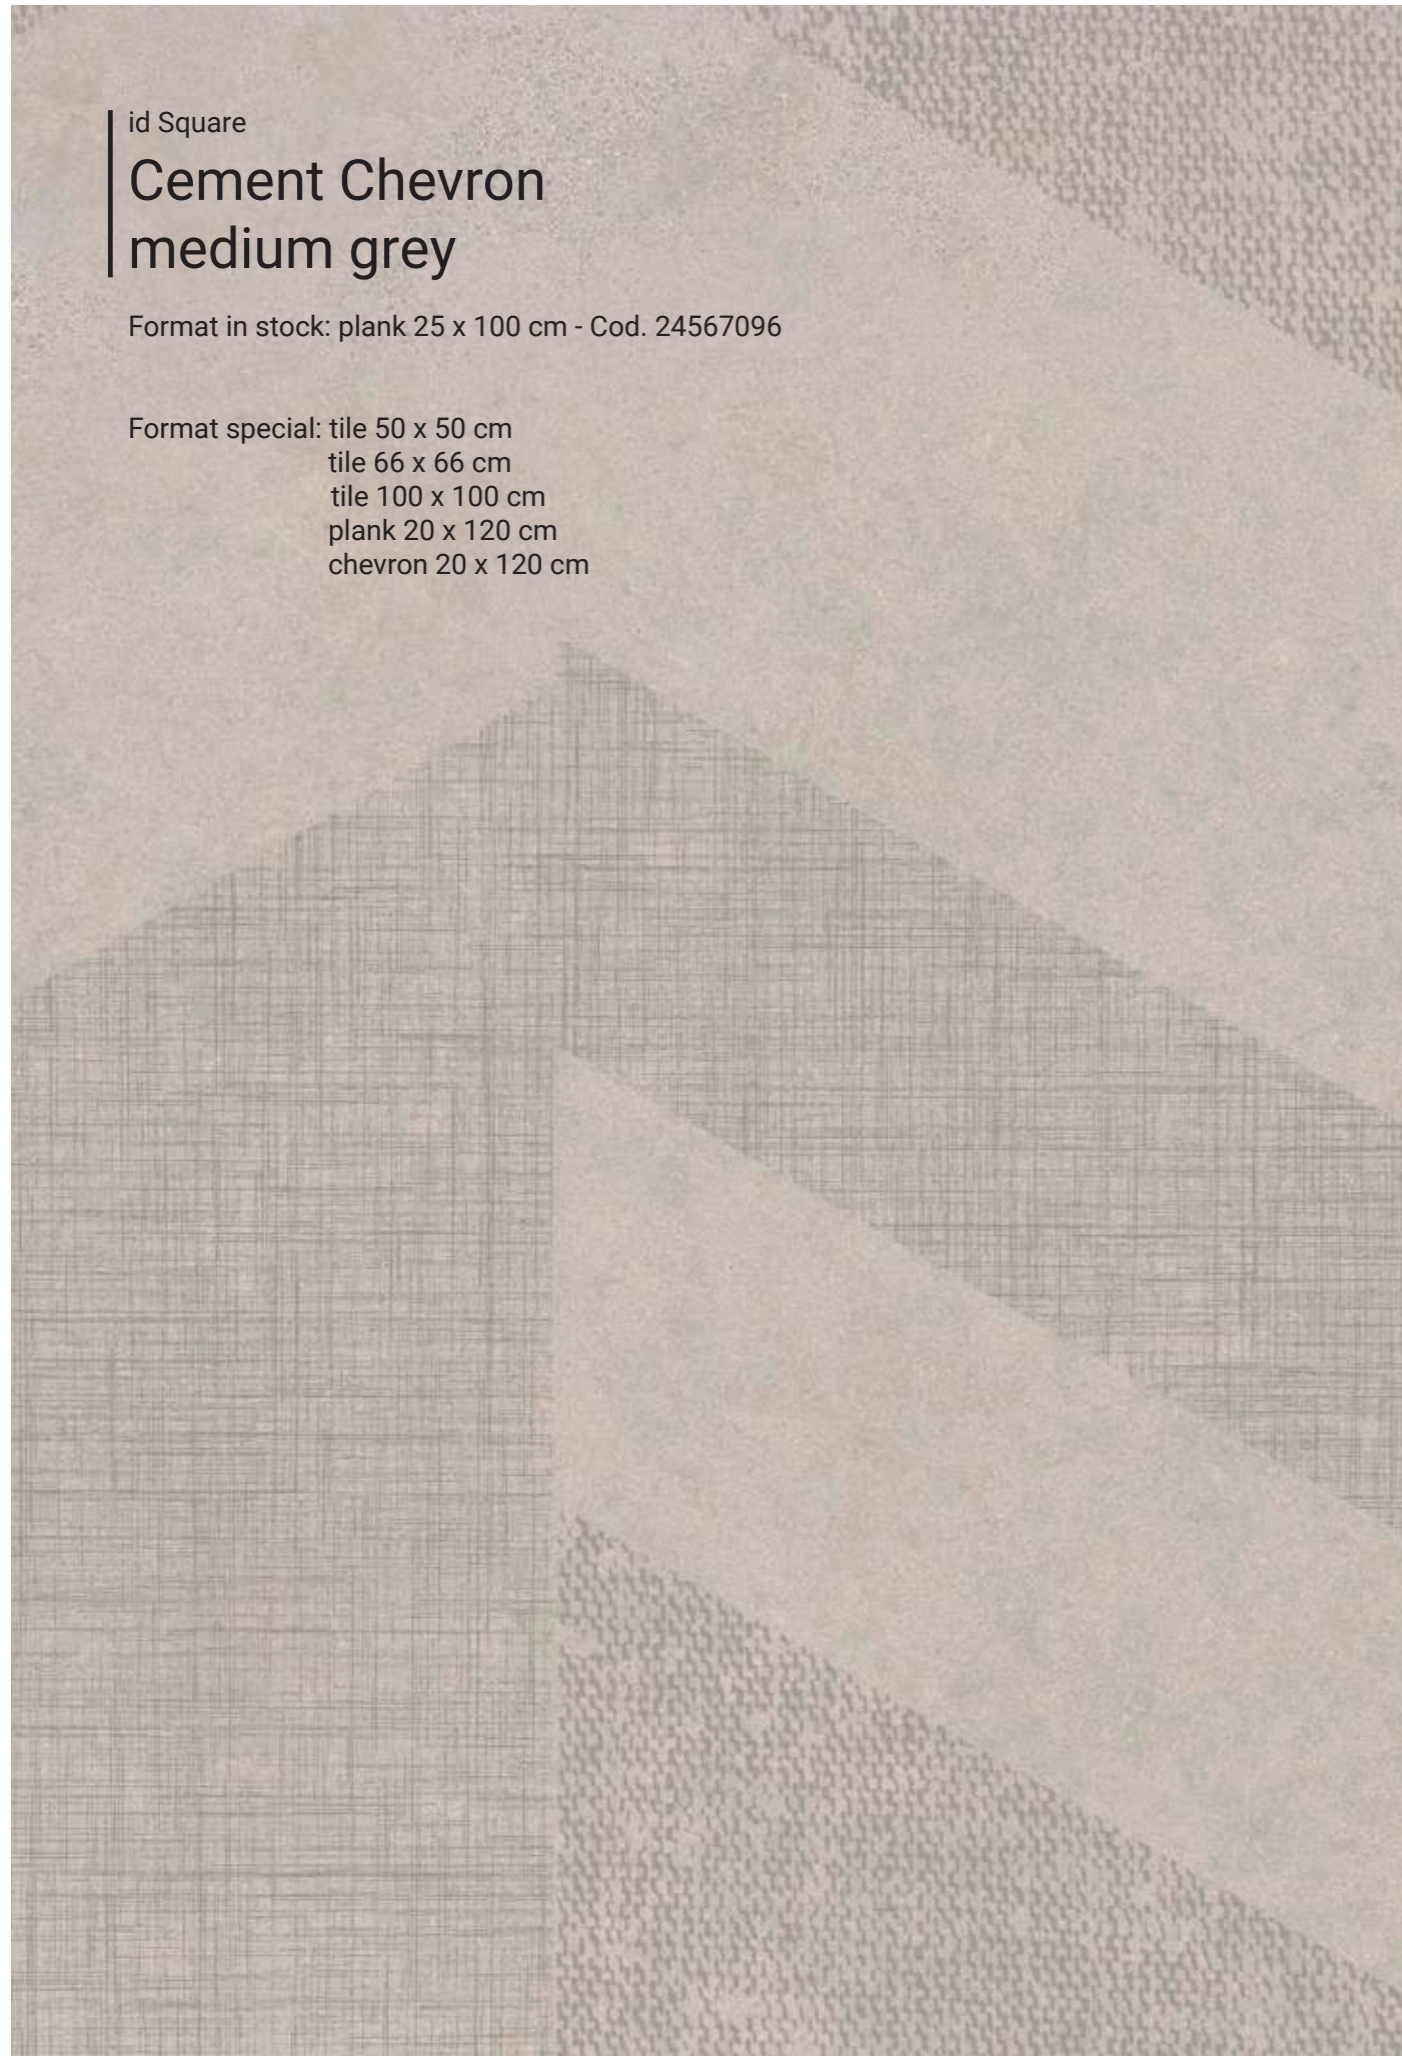 id Square
Cement Chevron
medium grey
Format in stock: plank 25 x 100 cm - Cod. 24567096
Format special: tile 50 x 50 cm
tile 66 x 66 cm
tile 100 x 100 cm
plank 20 x 120 cm
chevron 20 x 120 cm